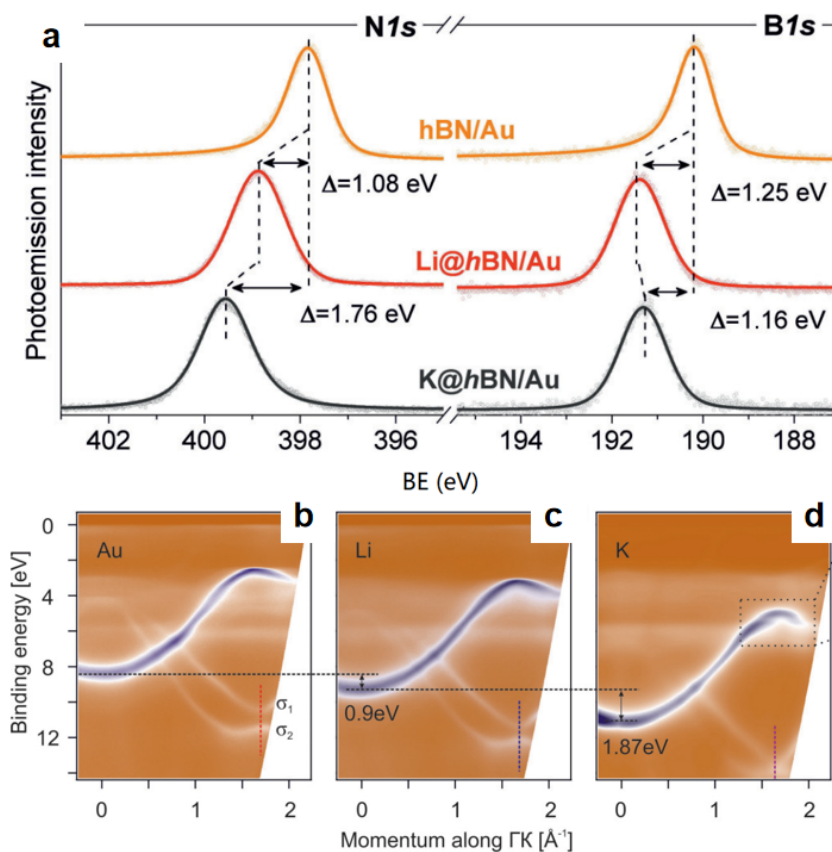 a
N1s
B1s
Photoemission intensity
hBN/Au
Δ=1.08 eV
Δ=1.25 eV
Li@hBN/Au
Δ=1.76 eV
Δ=1.16 eV
K@hBN/Au
402 400 398 396 194 192 190 188
BE (eV)
b c d
Au Li K
Binding energy [eV]
0
4
8
12
σ1
σ2
0.9eV
1.87eV
0 1 2 0 1 2 0 1 2
Momentum along ΓK [Å-1]